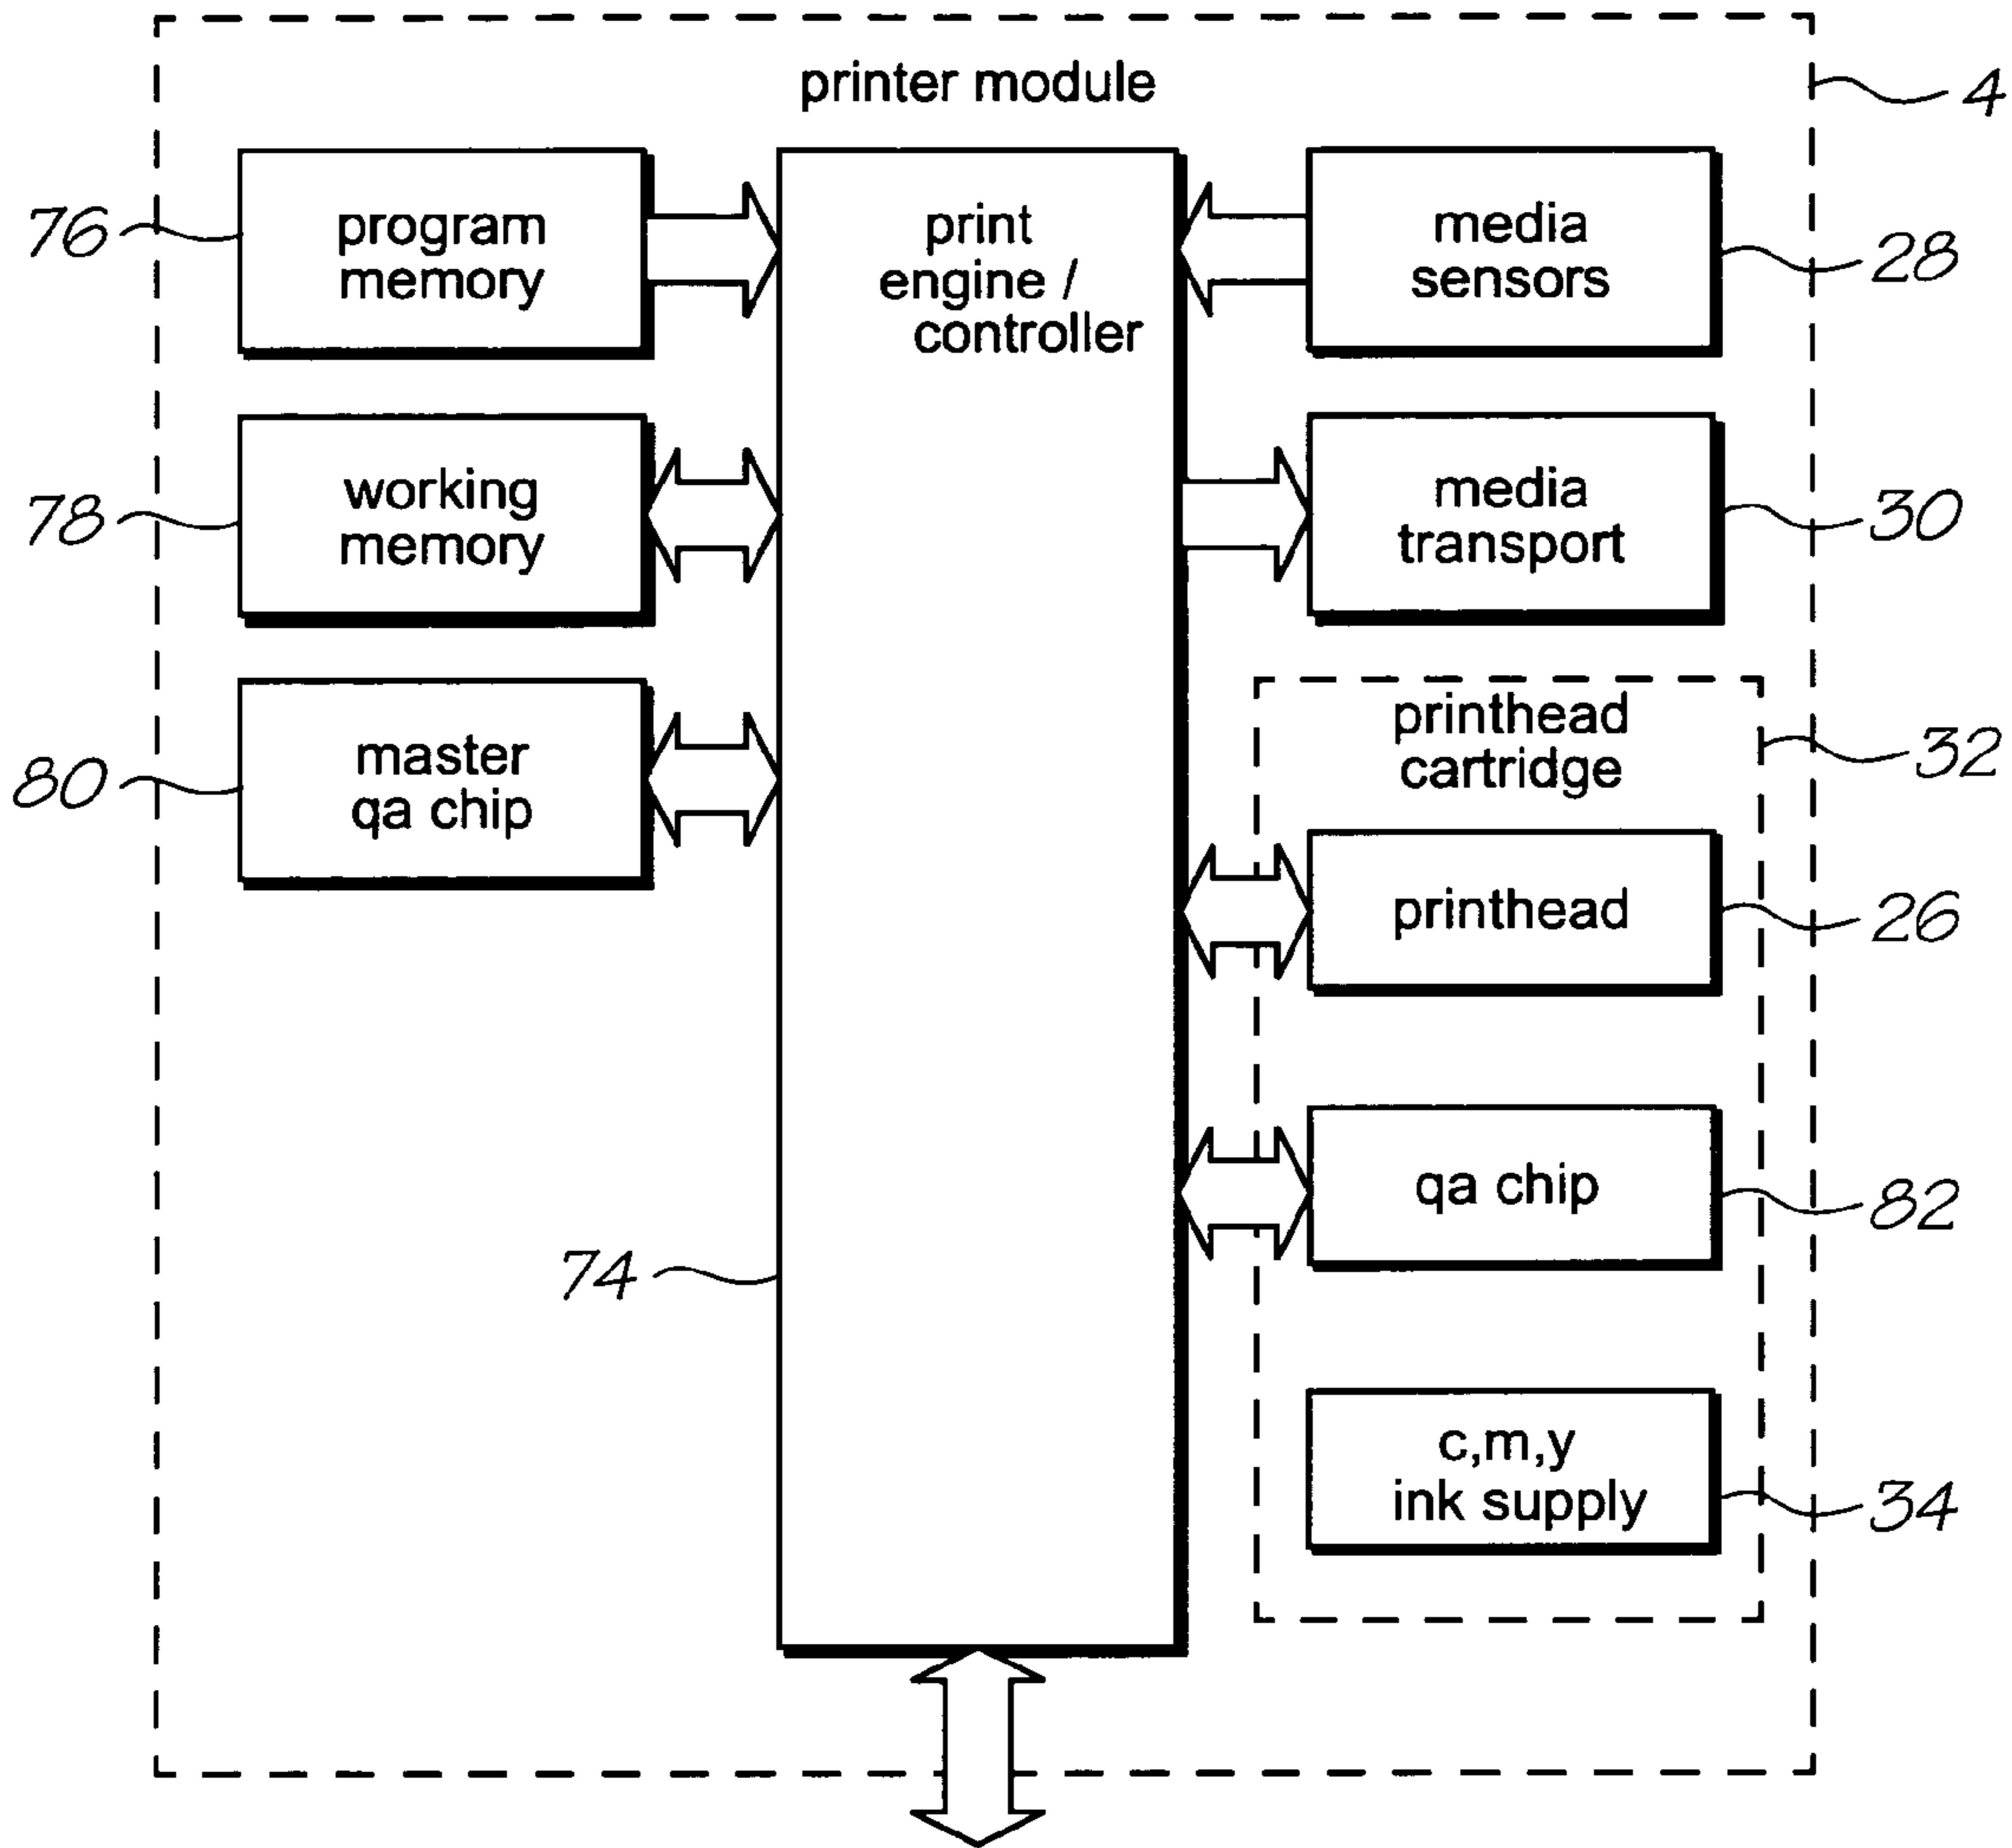 printer module
4
76
program
memory
print
engine /
controller
media
sensors
28
78
working
memory
media
transport
30
80
master
qa chip
printhead
cartridge
32
printhead
26
74
qa chip
82
c,m,y
ink supply
34